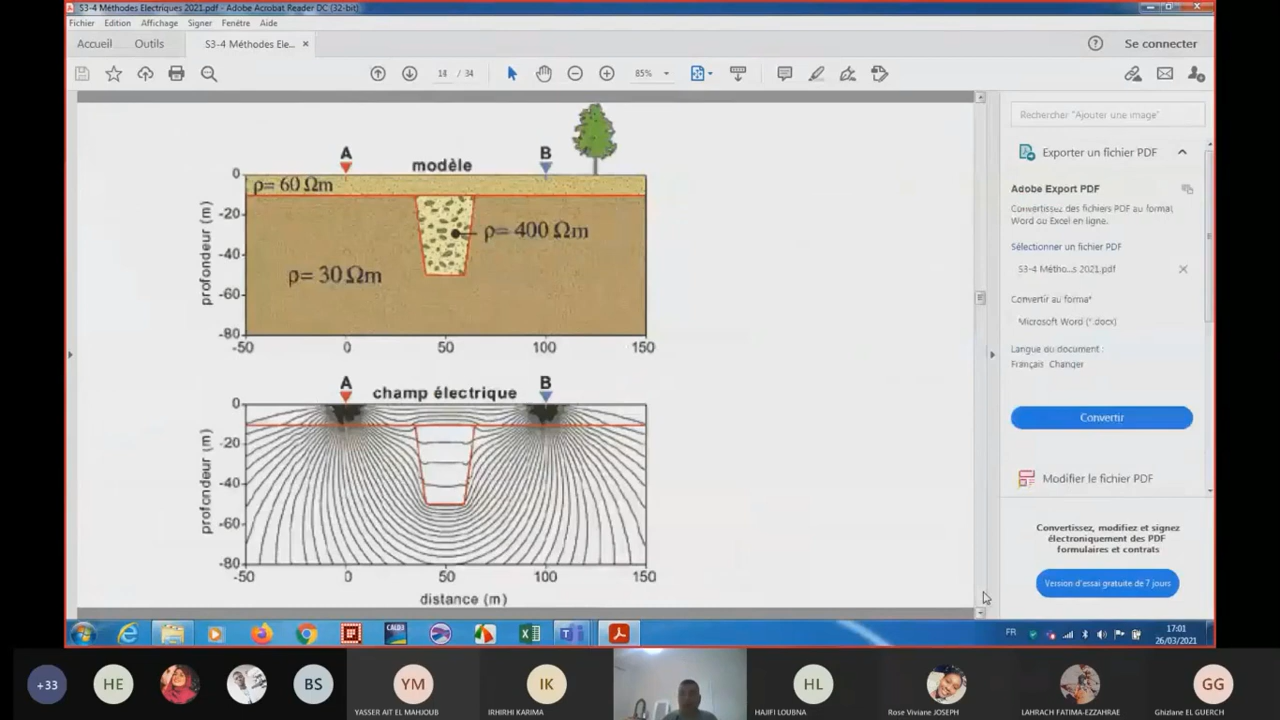 S3-4 Méthodes Electriques 2021.pdf - Adobe Acrobat Reader DC (32-bit)
Fichier Edition Affichage Signer Fenêtre Aide
Accueil Outils S3-4 Méthodes Ele... × Se connecter
18 / 34 85%
Rechercher "Ajouter une image"
Exporter un fichier PDF
Adobe Export PDF
Convertissez des fichiers PDF au format
Word ou Excel en ligne.
Sélectionner un fichier PDF
S3-4 Métho...s 2021.pdf
Convertir au format
Microsoft Word (*.docx)
Langue du document :
Français Changer
Convertir
Modifier le fichier PDF
Convertissez, modifiez et signez
électroniquement des PDF
formulaires et contrats
Version d'essai gratuite de 7 jours
A modèle B
ρ= 60 Ωm
ρ= 400 Ωm
ρ= 30 Ωm
profondeur (m)
0
-20
-40
-60
-80
-50 0 50 100 150
A champ électrique B
profondeur (m)
0
-20
-40
-60
-80
-50 0 50 100 150
distance (m)
CALD3
FR 17:01
26/03/2021
+33 HE BS YM IK HL GG
YASSER AIT EL MAHJOUB IRHIRHI KARIMA HAJIFI LOUBNA Rose Viviane JOSEPH LAHRACH FATIMA-EZZAHRAE Ghizlane EL GUERCH